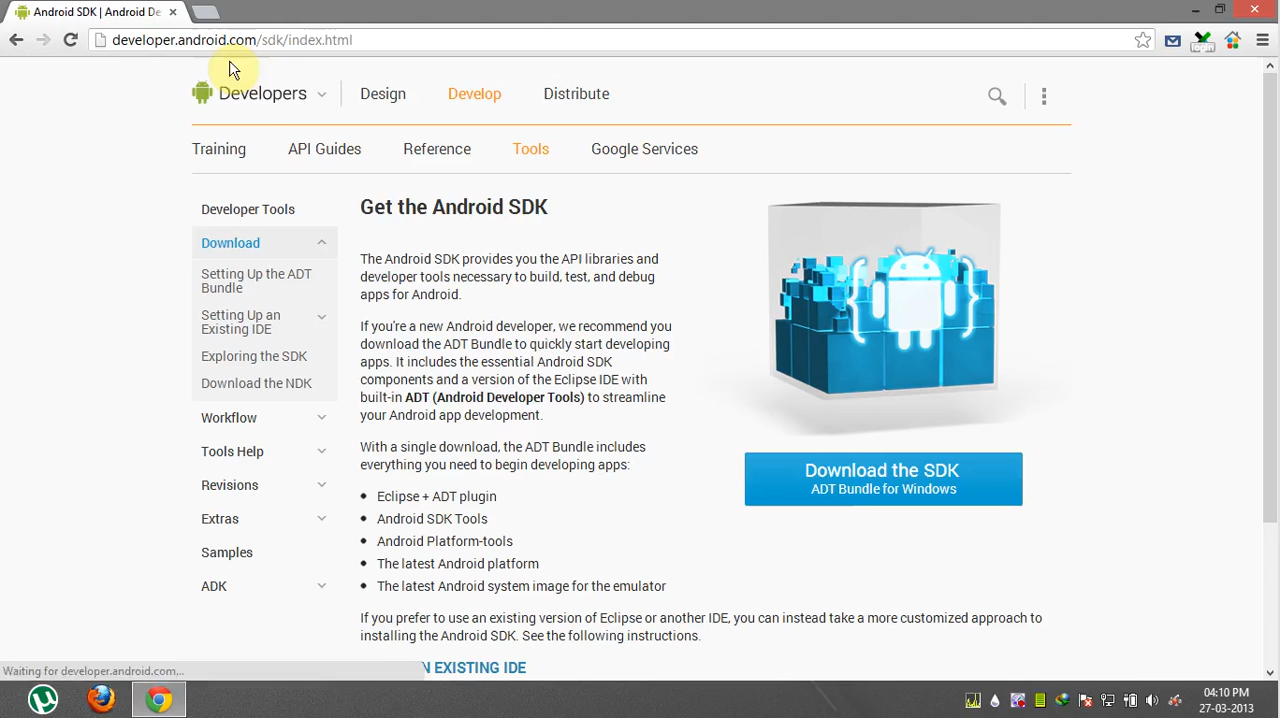 Android SDK | Android De
developer.android.com/sdk/index.html
login
Developers Design Develop Distribute
Training API Guides Reference Tools Google Services
Developer Tools
Download
Setting Up the ADT
Bundle
Setting Up an
Existing IDE
Exploring the SDK
Download the NDK
Workflow
Tools Help
Revisions
Extras
Samples
ADK
Get the Android SDK
The Android SDK provides you the API libraries and
developer tools necessary to build, test, and debug
apps for Android.
If you're a new Android developer, we recommend you
download the ADT Bundle to quickly start developing
apps. It includes the essential Android SDK
components and a version of the Eclipse IDE with
built-in ADT (Android Developer Tools) to streamline
your Android app development.
With a single download, the ADT Bundle includes
everything you need to begin developing apps:
• Eclipse + ADT plugin
• Android SDK Tools
• Android Platform-tools
• The latest Android platform
• The latest Android system image for the emulator
Download the SDK
ADT Bundle for Windows
If you prefer to use an existing version of Eclipse or another IDE, you can instead take a more customized approach to
installing the Android SDK. See the following instructions.
N EXISTING IDE
Waiting for developer.android.com...
04:10 PM
27-03-2013